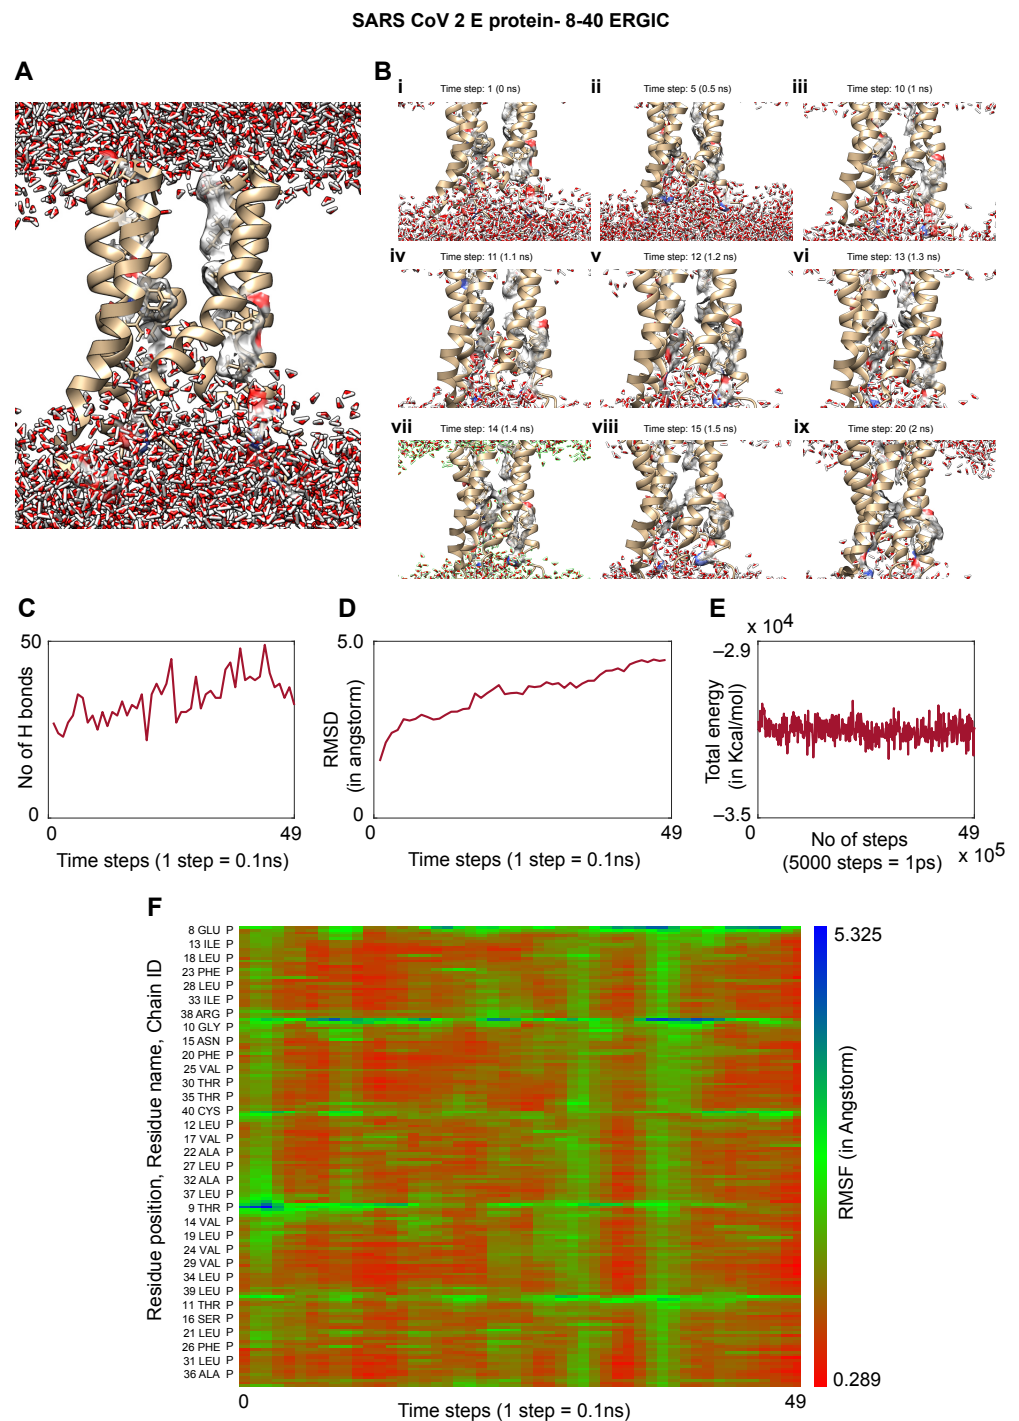 SARS CoV 2 E protein- 8-40 ERGIC
A
B
i
Time step: 1 (0 ns)
ii
Time step: 5 (0.5 ns)
iii
Time step: 10 (1 ns)
iv
Time step: 11 (1.1 ns)
v
Time step: 12 (1.2 ns)
vi
Time step: 13 (1.3 ns)
vii
Time step: 14 (1.4 ns)
viii
Time step: 15 (1.5 ns)
ix
Time step: 20 (2 ns)
C
50
No of H bonds
0
0
49
Time steps (1 step = 0.1ns)
D
5.0
RMSD
(in angstorm)
0
0
49
Time steps (1 step = 0.1ns)
E
x 10⁴
−2.9
Total energy
(in Kcal/mol)
−3.5
0
49
No of steps
x 10⁵
(5000 steps = 1ps)
F
Residue position, Residue name, Chain ID
8 GLU P
13 ILE P
18 LEU P
23 PHE P
28 LEU P
33 ILE P
38 ARG P
10 GLY P
15 ASN P
20 PHE P
25 VAL P
30 THR P
35 THR P
40 CYS P
12 LEU P
17 VAL P
22 ALA P
27 LEU P
32 ALA P
37 LEU P
9 THR P
14 VAL P
19 LEU P
24 VAL P
29 VAL P
34 LEU P
39 LEU P
11 THR P
16 SER P
21 LEU P
26 PHE P
31 LEU P
36 ALA P
0
49
Time steps (1 step = 0.1ns)
5.325
RMSF (in Angstorm)
0.289